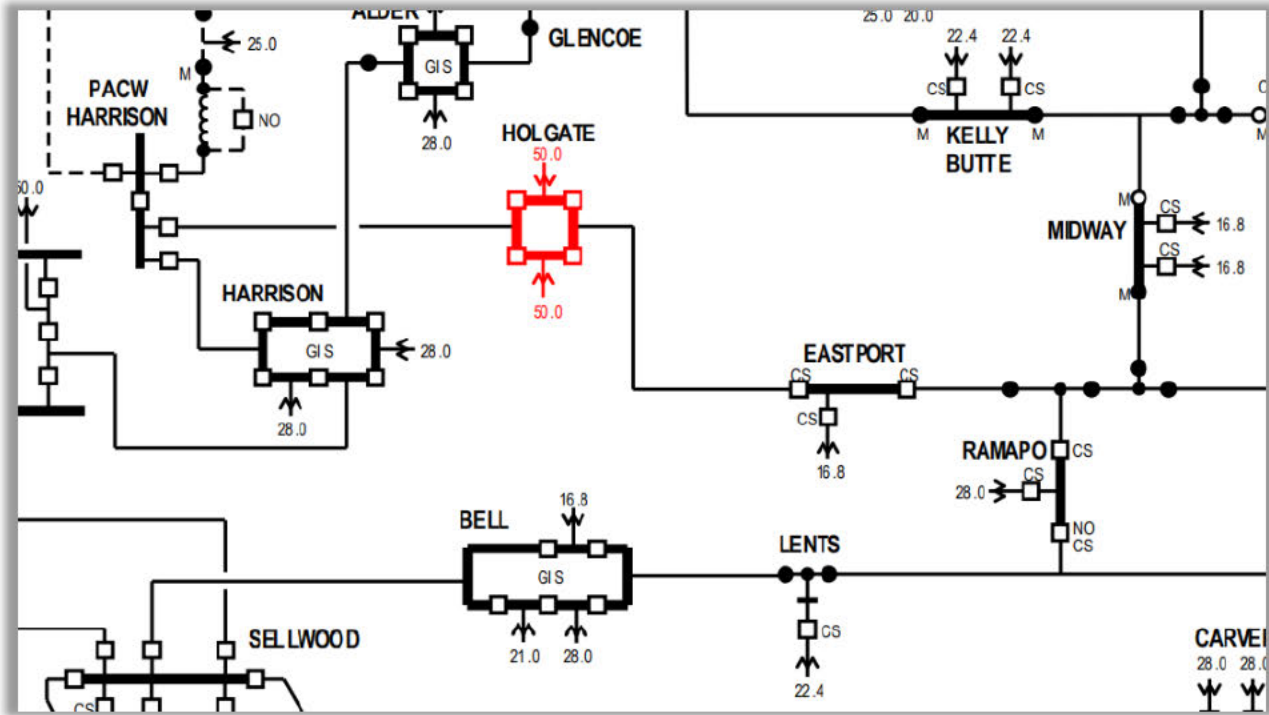 ALDER
25.0 20.0
GLENCOE
22.4
22.4
25.0
GIS
CS
CS
M
PACW
HARRISON
NO
28.0
HOLGATE
50.0
M
KELLY
BUTTE
M
M
50.0
M
CS
16.8
MIDWAY
CS
16.8
50.0
M
HARRISON
GIS
28.0
28.0
EASTPORT
CS
CS
CS
16.8
RAMAPO
CS
CS
28.0
NO
CS
16.8
BELL
GIS
LENTS
21.0
28.0
CS
22.4
SELLWOOD
CS
CARVE
28.0
28.0